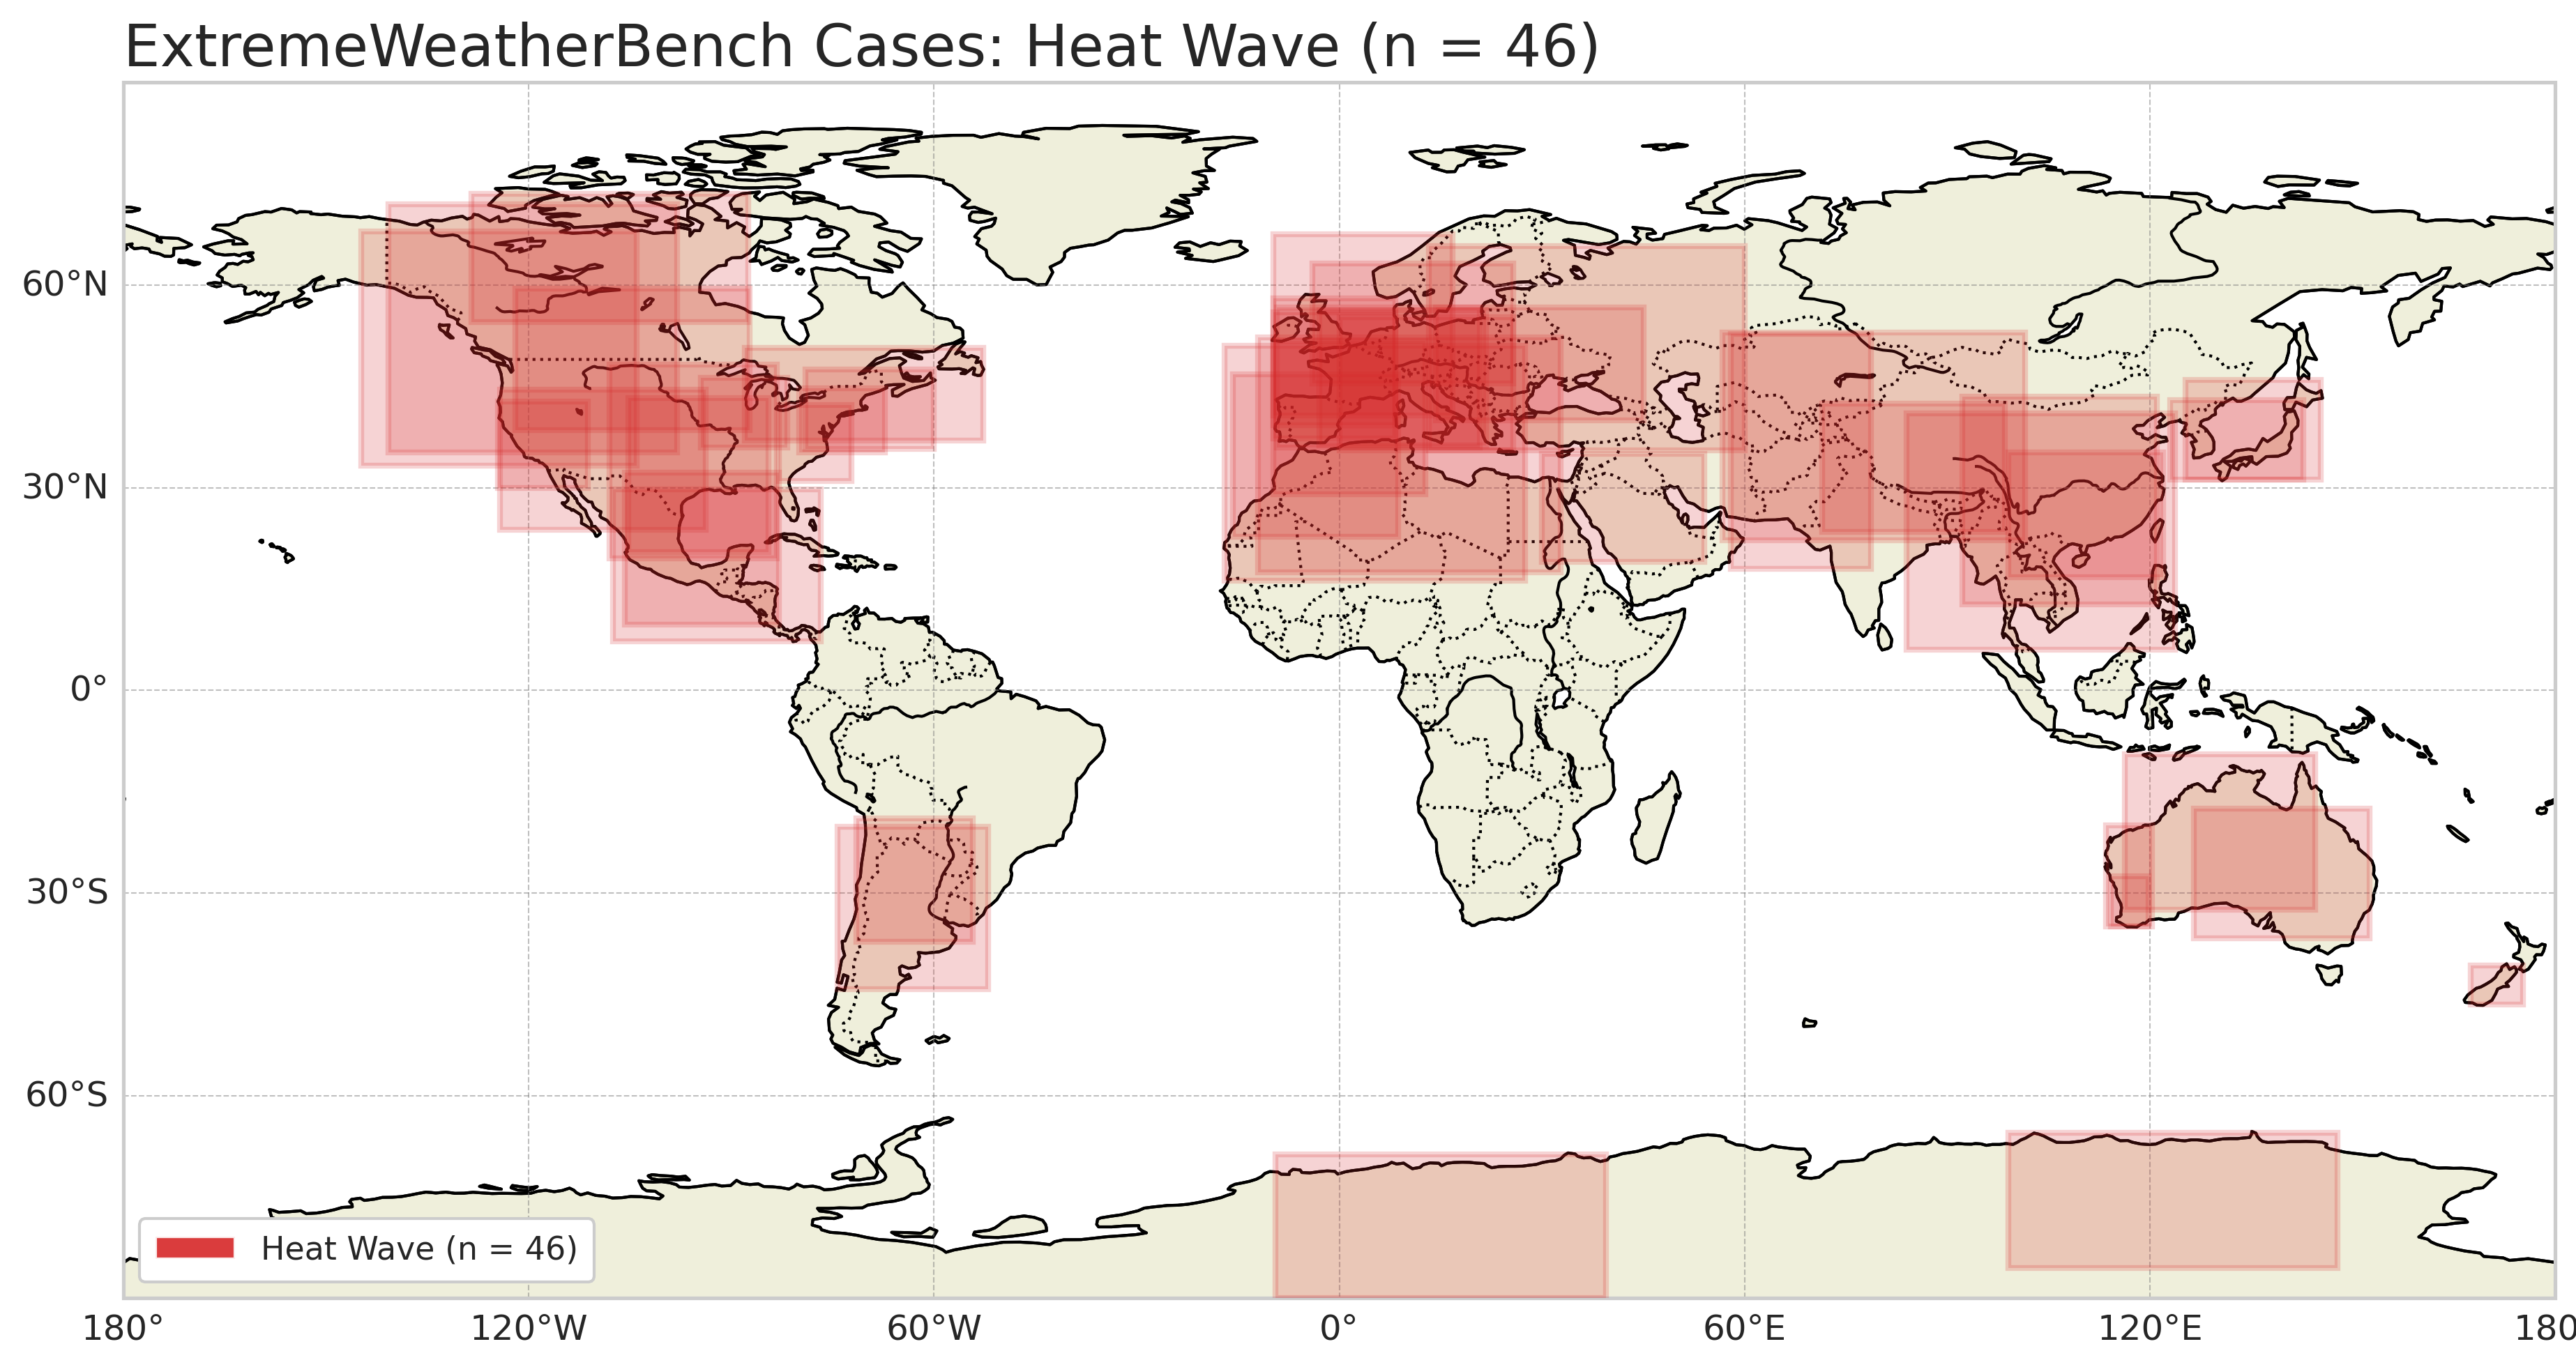 ExtremeWeatherBench Cases: Heat Wave (n = 46)
60°N
30°N
0°
30°S
60°S
Heat Wave (n = 46)
180°
120°W
60°W
0°
60°E
120°E
180